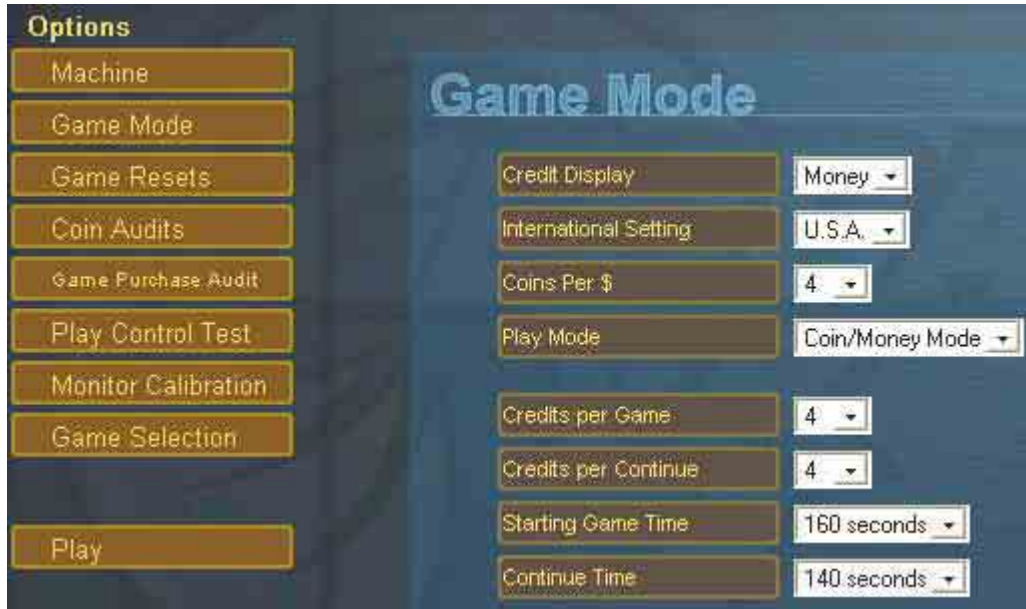 Options
Machine
Game Mode
Game Resets
Coin Audits
Game Purchase Audit
Play Control Test
Monitor Calibration
Game Selection
Play
Game Mode
Credit Display Money
International Setting U.S.A.
Coins Per $ 4
Play Mode Coin/Money Mode
Credits per Game 4
Credits per Continue 4
Starting Game Time 160 seconds
Continue Time 140 seconds